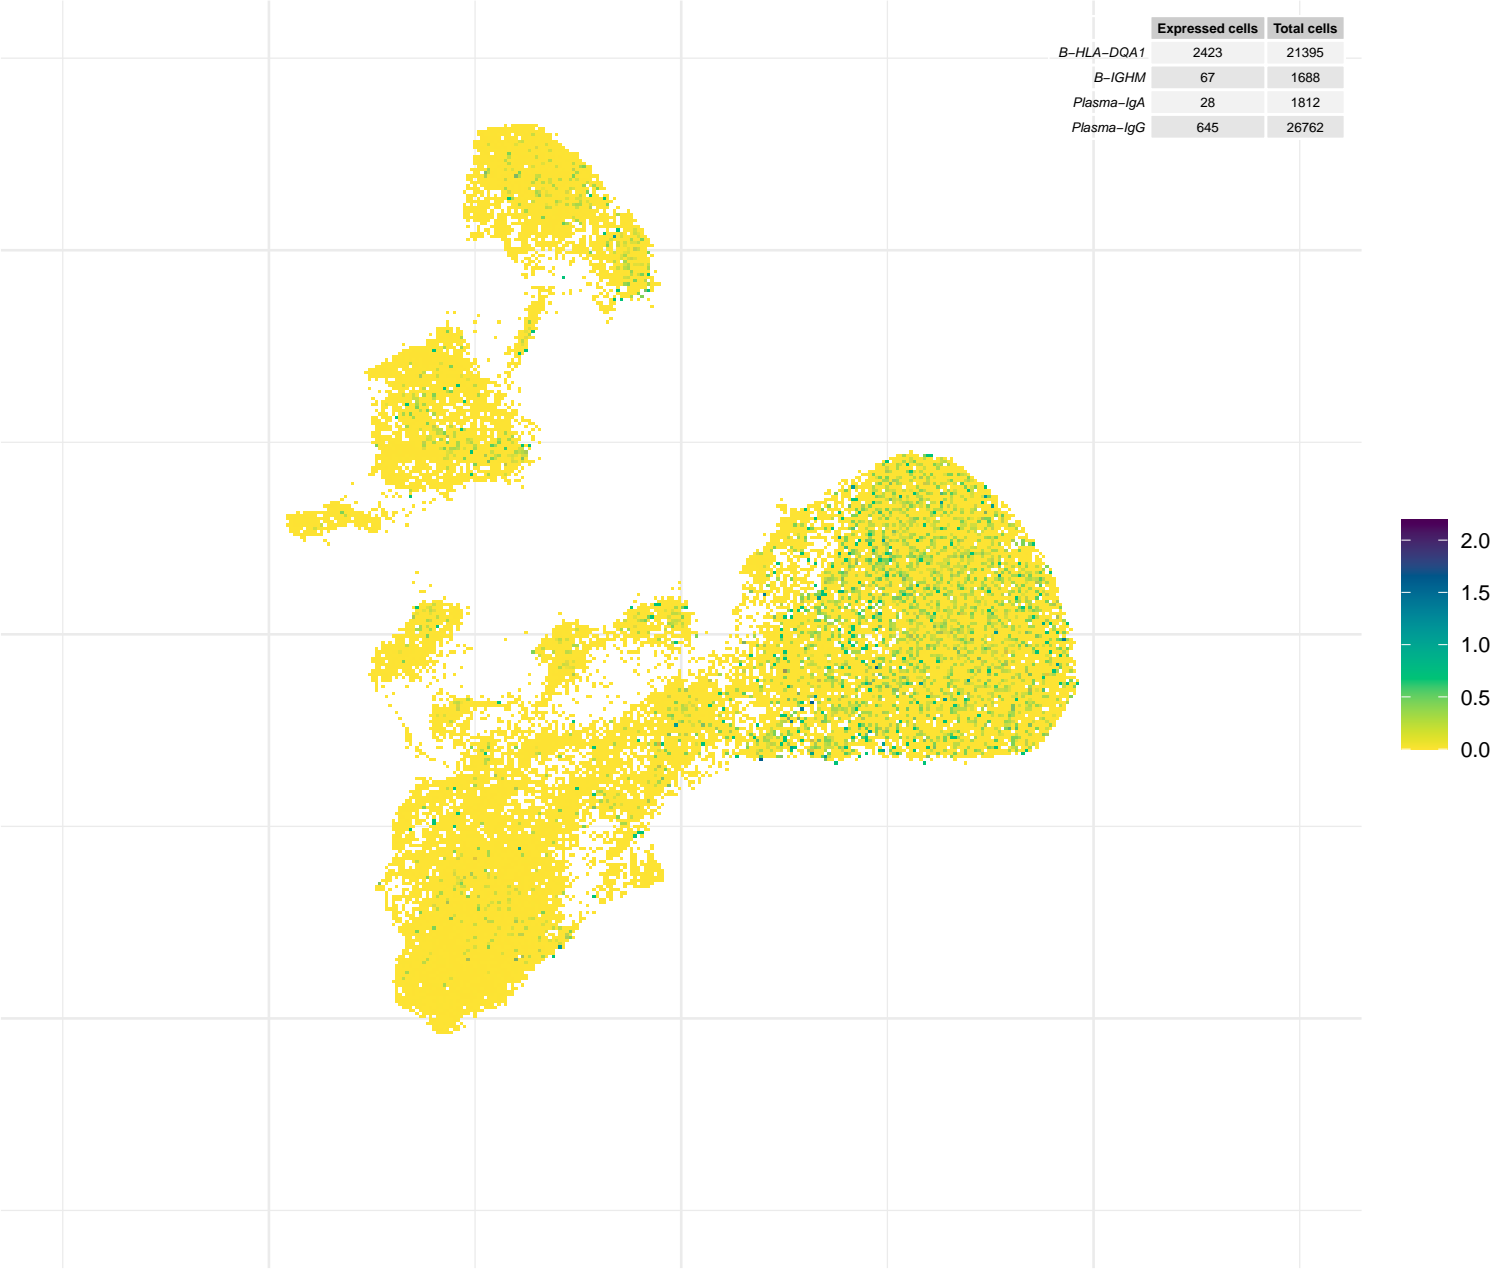 Expressed cells Total cells
B−HLA−DQA1 2423 21395
B−IGHM 67 1688
Plasma−IgA 28 1812
Plasma−IgG 645 26762
2.0
1.5
1.0
0.5
0.0